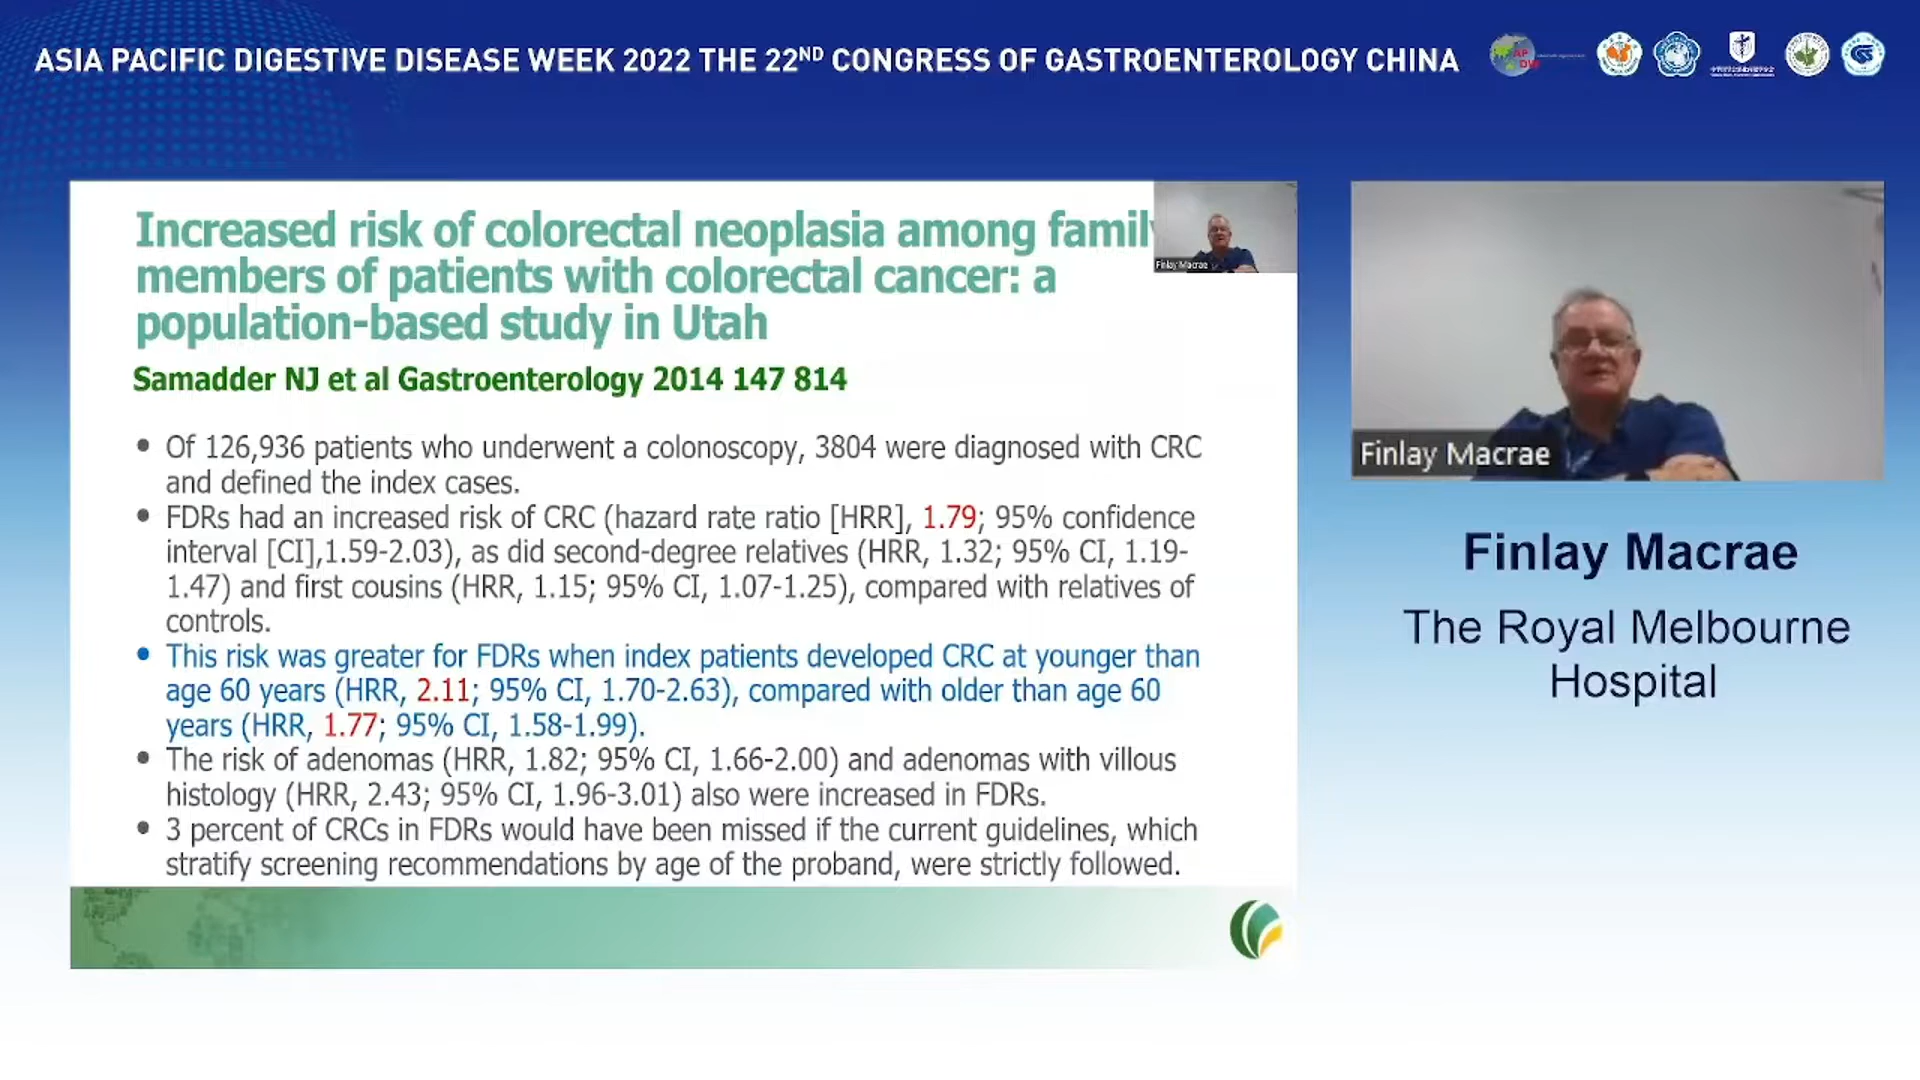 ASIA PACIFIC DIGESTIVE DISEASE WEEK 2022 THE 22ND CONGRESS OF GASTROENTEROLOGY CHINA
Increased risk of colorectal neoplasia among family
members of patients with colorectal cancer: a
population-based study in Utah
Samadder NJ et al Gastroenterology 2014 147 814
• Of 126,936 patients who underwent a colonoscopy, 3804 were diagnosed with CRC
and defined the index cases.
• FDRs had an increased risk of CRC (hazard rate ratio [HRR], 1.79; 95% confidence
interval [CI],1.59-2.03), as did second-degree relatives (HRR, 1.32; 95% CI, 1.19-
1.47) and first cousins (HRR, 1.15; 95% CI, 1.07-1.25), compared with relatives of
controls.
• This risk was greater for FDRs when index patients developed CRC at younger than
age 60 years (HRR, 2.11; 95% CI, 1.70-2.63), compared with older than age 60
years (HRR, 1.77; 95% CI, 1.58-1.99).
• The risk of adenomas (HRR, 1.82; 95% CI, 1.66-2.00) and adenomas with villous
histology (HRR, 2.43; 95% CI, 1.96-3.01) also were increased in FDRs.
• 3 percent of CRCs in FDRs would have been missed if the current guidelines, which
stratify screening recommendations by age of the proband, were strictly followed.
Finlay Macrae
Finlay Macrae
Finlay Macrae
The Royal Melbourne
Hospital